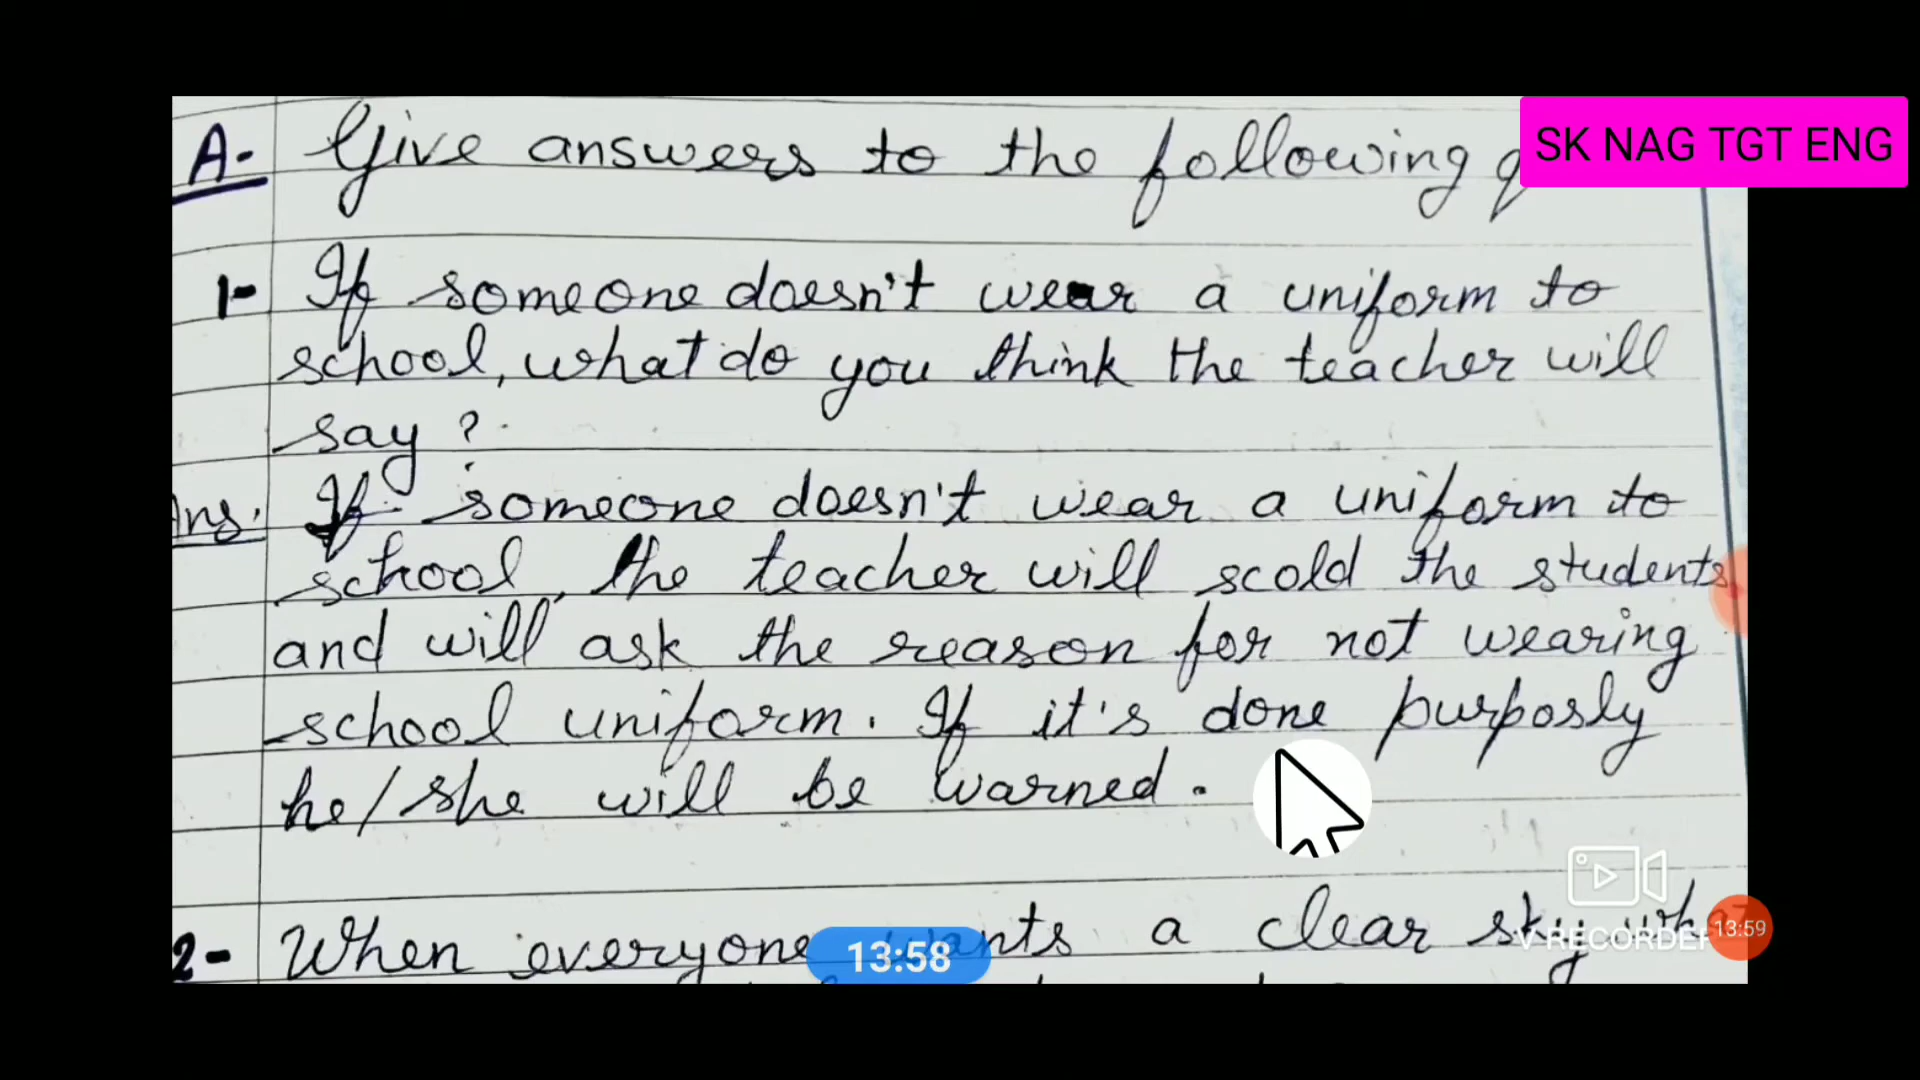 SK NAG TGT ENG
A- Give answers to the following
1- If someone doesn't wear a uniform to
school, what do you think the teacher will
say ?
Ans. If someone doesn't wear a uniform to
school, the teacher will scold the students
and will ask the reason for not wearing
school uniform. If it's done purposly
he/she will be warned.
2- When everyone wants a clear sky, what
13:58
V RECORDER
13:59